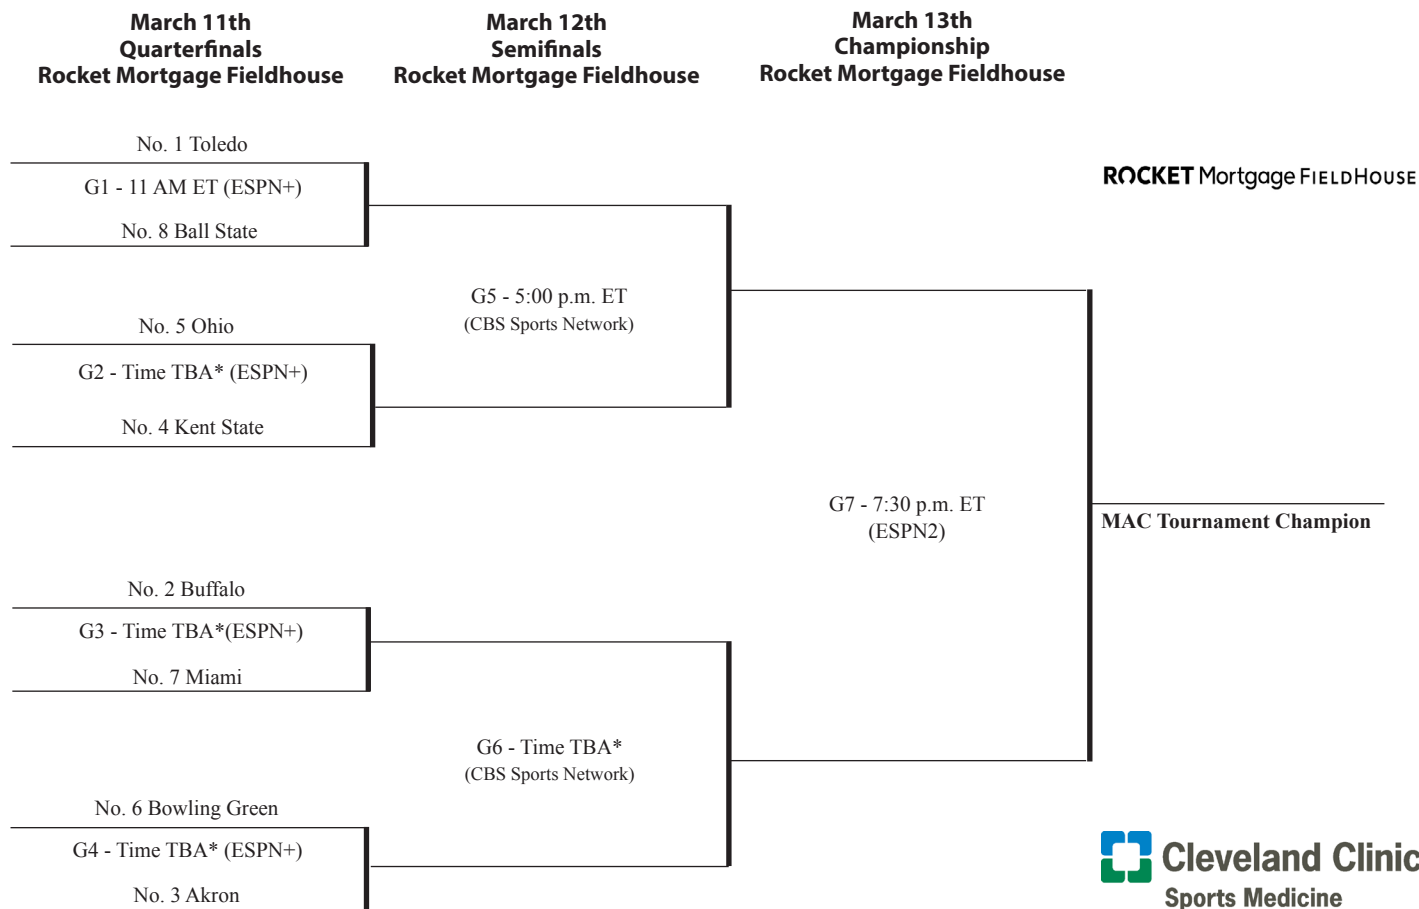 March 11th
Quarterfinals
Rocket Mortgage Fieldhouse
March 12th
Semifinals
Rocket Mortgage Fieldhouse
March 13th
Championship
Rocket Mortgage Fieldhouse
No. 1 Toledo
G1 - 11 AM ET (ESPN+)
No. 8 Ball State
No. 5 Ohio
G2 - Time TBA* (ESPN+)
No. 4 Kent State
No. 2 Buffalo
G3 - Time TBA*(ESPN+)
No. 7 Miami
No. 6 Bowling Green
G4 - Time TBA* (ESPN+)
No. 3 Akron
G5 - 5:00 p.m. ET
(CBS Sports Network)
G6 - Time TBA*
(CBS Sports Network)
G7 - 7:30 p.m. ET
(ESPN2)
MAC Tournament Champion
ROCKET Mortgage FIELDHOUSE
Cleveland Clinic
Sports Medicine